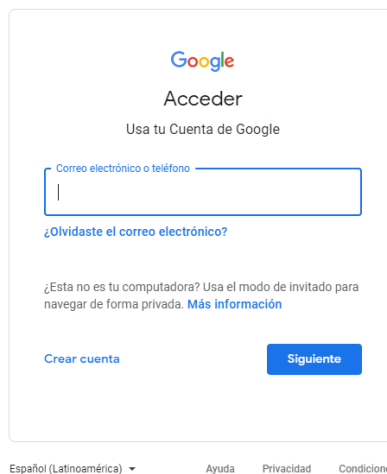 Google
Acceder
Usa tu Cuenta de Google
Correo electrónico o teléfono
¿Olvidaste el correo electrónico?
¿Esta no es tu computadora? Usa el modo de invitado para
navegar de forma privada. Más información
Crear cuenta Siguiente
Español (Latinoamérica) Ayuda Privacidad